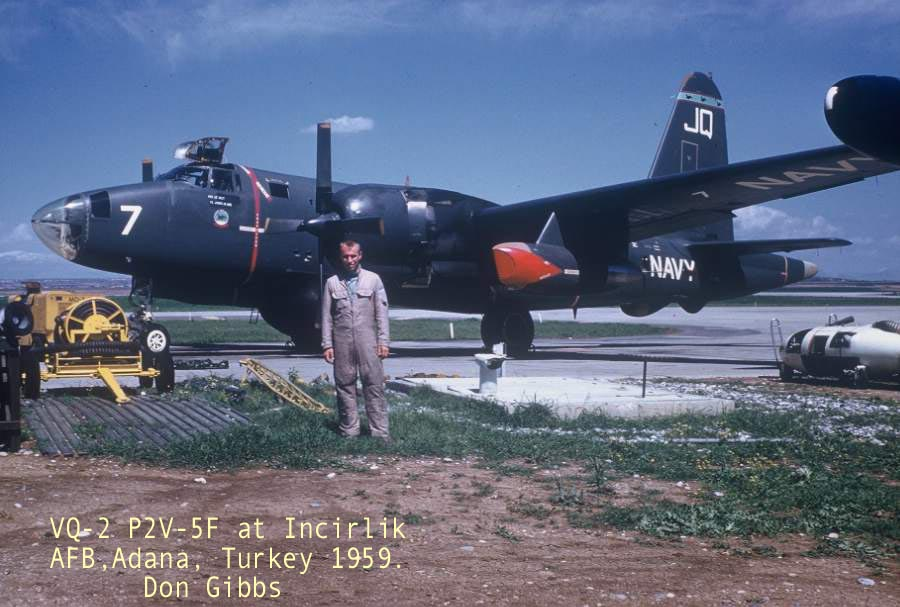 JQ
NAVY
7
NAVY
VQ-2 P2V-5F at Incirlik
AFB,Adana, Turkey 1959.
Don Gibbs